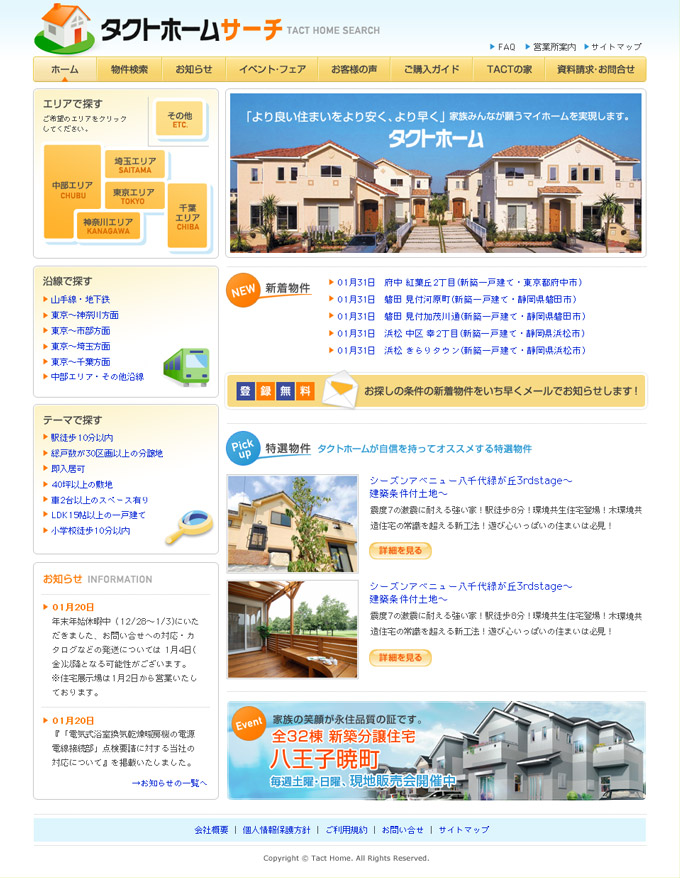 タクトホームサーチ TACT HOME SEARCH
FAQ 営業所案内 サイトマップ
ホーム 物件検索 お知らせ イベント・フェア お客様の声 ご購入ガイド TACTの家 資料請求・お問合せ
エリアで探す
ご希望のエリアをクリック
してください。
その他
ETC.
中部エリア
CHUBU
埼玉エリア
SAITAMA
東京エリア
TOKYO
神奈川エリア
KANAGAWA
千葉
エリア
CHIBA
「より良い住まいをより安く、より早く」家族みんなが願うマイホームを実現します。
タクトホーム
沿線で探す
山手線・地下鉄
東京〜神奈川方面
東京〜市部方面
東京〜埼玉方面
東京〜千葉方面
中部エリア・その他沿線
NEW 新着物件
01月31日 府中 紅葉丘2丁目(新築一戸建て・東京都府中市)
01月31日 磐田 見付河原町(新築一戸建て・静岡県磐田市)
01月31日 磐田 見付加茂川通(新築一戸建て・静岡県磐田市)
01月31日 浜松 中区 幸2丁目(新築一戸建て・静岡県浜松市)
01月31日 浜松 きらりタウン(新築一戸建て・静岡県浜松市)
登録無料 お探しの条件の新着物件をいち早くメールでお知らせします！
テーマで探す
駅徒歩10分以内
総戸数が30区画以上の分譲地
即入居可
40坪以上の敷地
車2台以上のスペース有り
LDK15帖以上の一戸建て
小学校徒歩10分以内
Pick up 特選物件 タクトホームが自信を持ってオススメする特選物件
シーズンアベニュー八千代緑が丘3rdstage〜
建築条件付土地〜
震度7の激震に耐える強い家！駅徒歩8分！環境共生住宅登場！木環境共
造住宅の常識を超える新工法！遊び心いっぱいの住まいは必見！
詳細を見る
シーズンアベニュー八千代緑が丘3rdstage〜
建築条件付土地〜
震度7の激震に耐える強い家！駅徒歩8分！環境共生住宅登場！木環境共
造住宅の常識を超える新工法！遊び心いっぱいの住まいは必見！
詳細を見る
お知らせ INFORMATION
01月20日
年末年始休暇中（12/28〜1/3)にいた
だきました、お問い合せへの対応・カ
タログなどの発送については 1月4日(
金)以降となる可能性がございます。
※住宅展示場は1月2日から営業いたし
ております。
01月20日
『「電気式浴室換気乾燥暖房機の電源
電線接続部」点検要請に対する当社の
対応について』を掲載いたしました。
→お知らせの一覧へ
Event 家族の笑顔が永住品質の証です。
全32棟 新築分譲住宅
八王子暁町
毎週土曜・日曜、現地販売会開催中
会社概要 | 個人情報保護方針 | ご利用規約 | お問い合せ | サイトマップ
Copyright © Tact Home. All Rights Reserved.